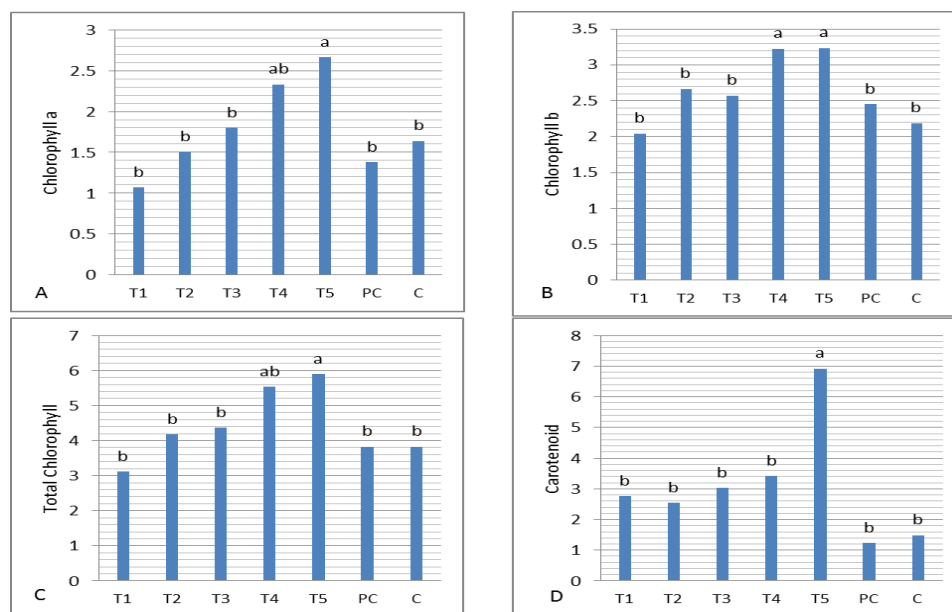 Chlorophyll a
3
2.5
2
1.5
1
0.5
0
b
b
b
ab
a
b
b
T1 T2 T3 T4 T5 PC C
A
Chlorophyll b
3.5
3
2.5
2
1.5
1
0.5
0
b
b
b
a
a
b
b
T1 T2 T3 T4 T5 PC C
B
Total Chlorophyll
7
6
5
4
3
2
1
0
b
b
b
ab
a
b
b
T1 T2 T3 T4 T5 PC C
C
Carotenoid
8
7
6
5
4
3
2
1
0
b
b
b
b
a
b
b
T1 T2 T3 T4 T5 PC C
D